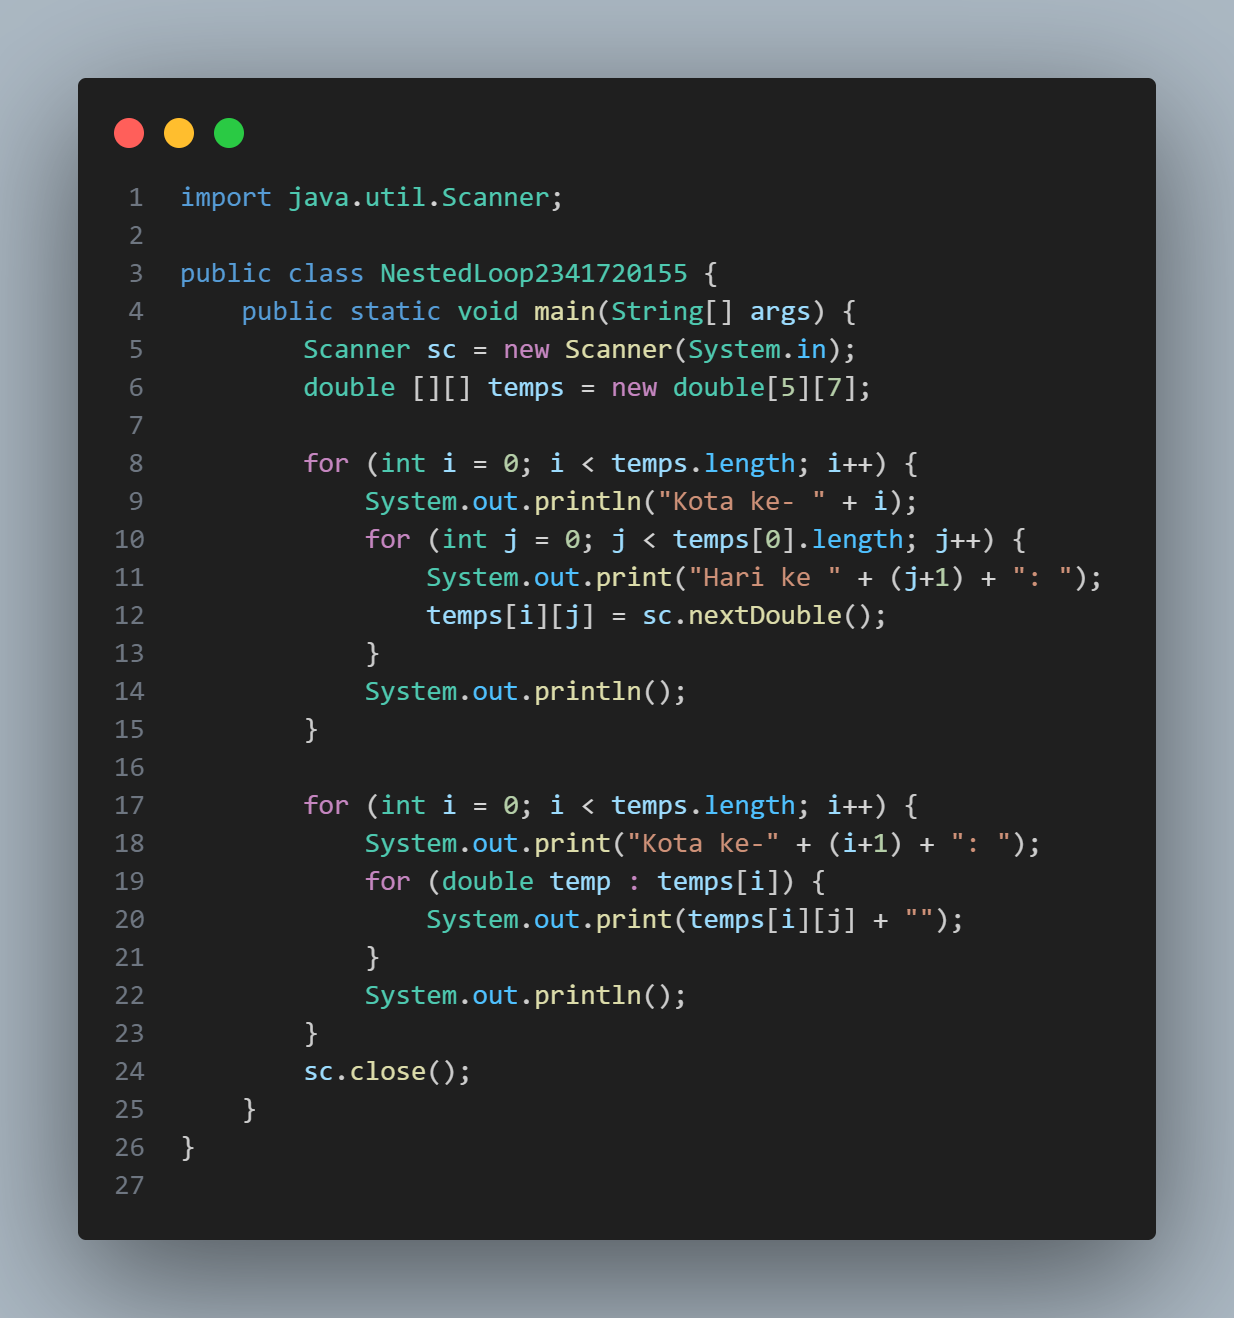 1 import java.util.Scanner;
2
3 public class NestedLoop2341720155 {
4     public static void main(String[] args) {
5         Scanner sc = new Scanner(System.in);
6         double [][] temps = new double[5][7];
7
8         for (int i = 0; i < temps.length; i++) {
9             System.out.println("Kota ke- " + i);
10             for (int j = 0; j < temps[0].length; j++) {
11                 System.out.print("Hari ke " + (j+1) + ": ");
12                 temps[i][j] = sc.nextDouble();
13             }
14             System.out.println();
15         }
16
17         for (int i = 0; i < temps.length; i++) {
18             System.out.print("Kota ke-" + (i+1) + ": ");
19             for (double temp : temps[i]) {
20                 System.out.print(temps[i][j] + "");
21             }
22             System.out.println();
23         }
24         sc.close();
25     }
26 }
27